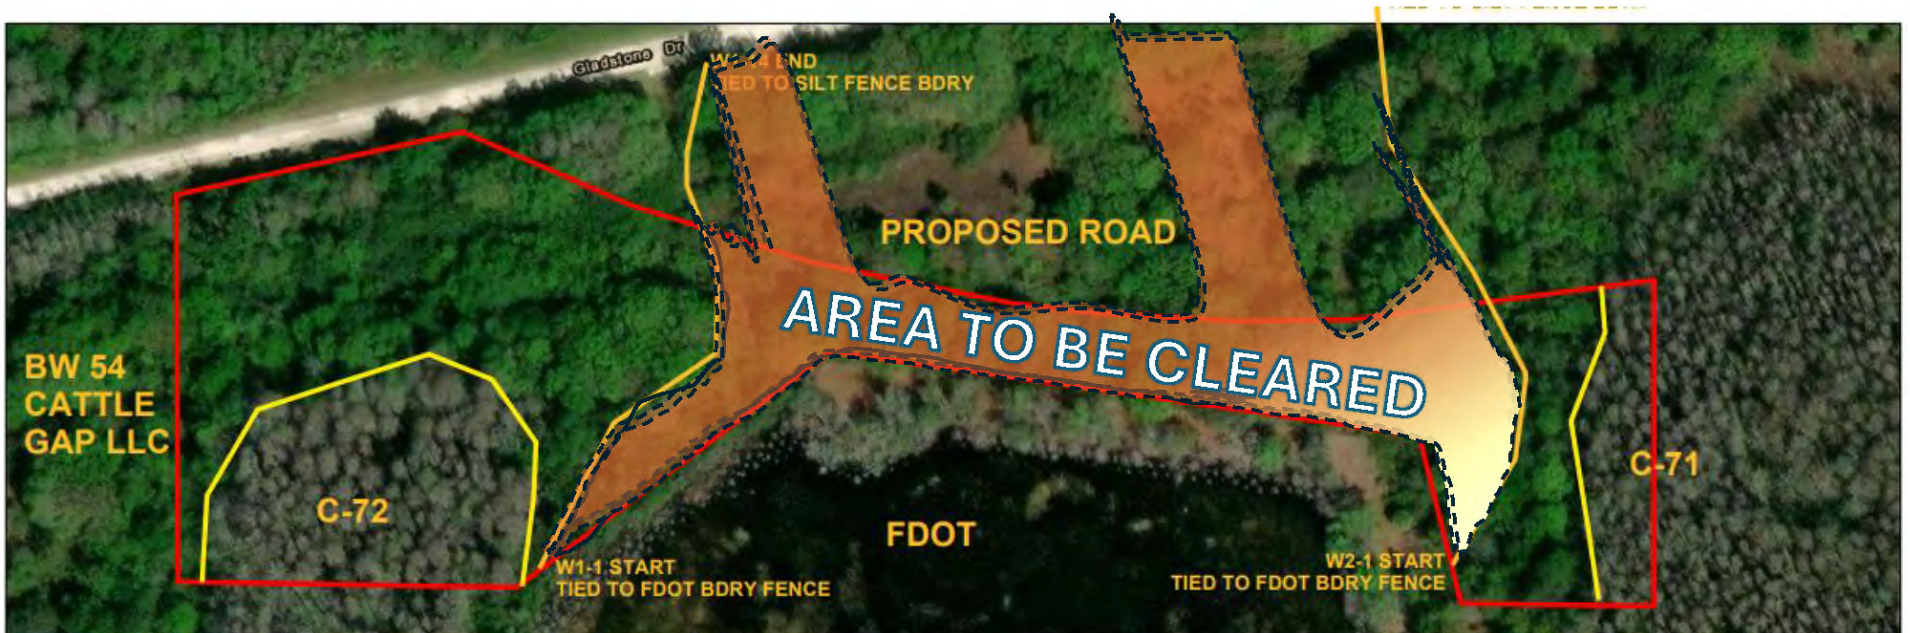 Gladstone Dr
END
TIED TO SILT FENCE BDRY
PROPOSED ROAD
AREA TO BE CLEARED
BW 54
CATTLE
GAP LLC
C-72
C-71
FDOT
W1-1 START
TIED TO FDOT BDRY FENCE
W2-1 START
TIED TO FDOT BDRY FENCE